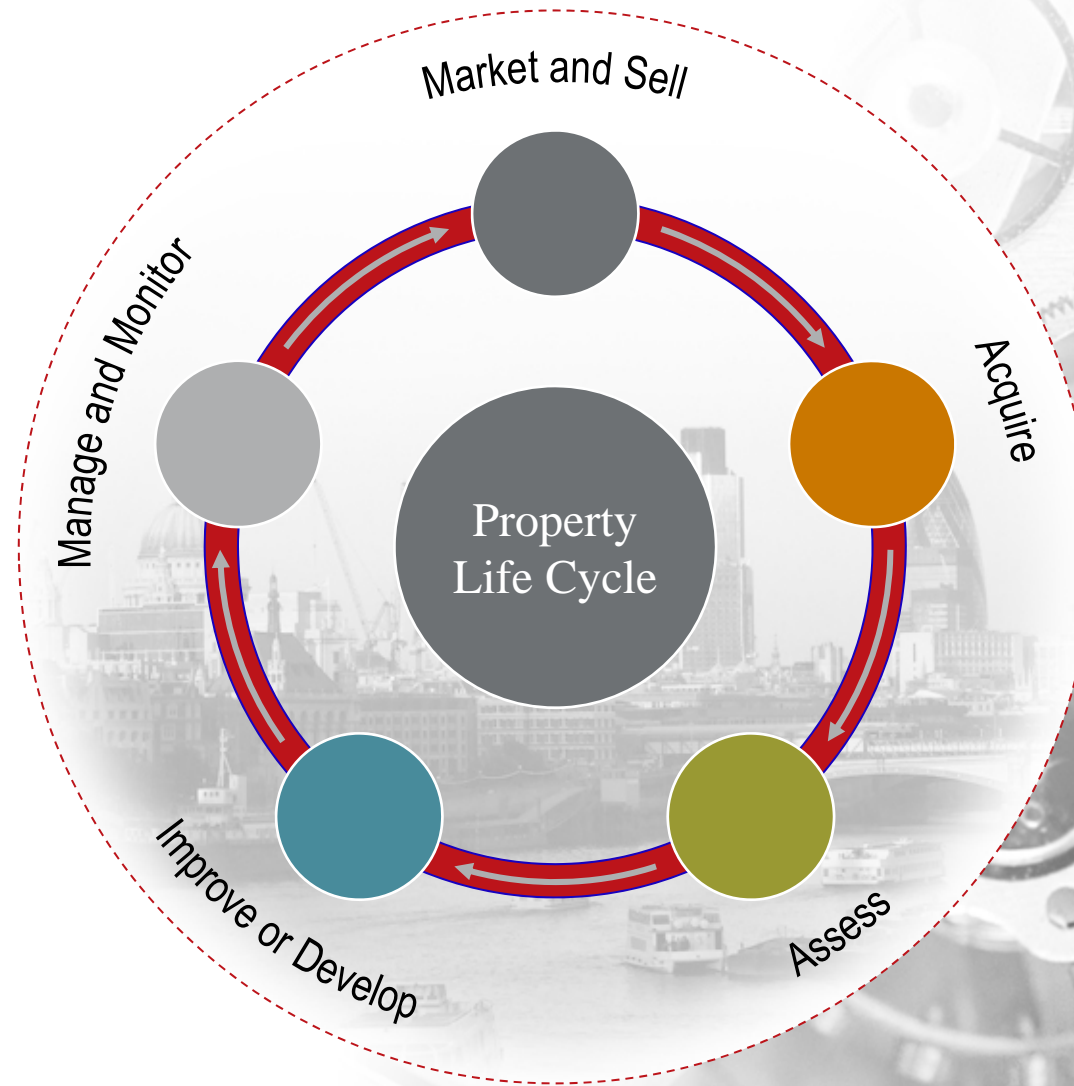 Market and Sell
Acquire
Assess
Improve or Develop
Manage and Monitor
Property
Life Cycle